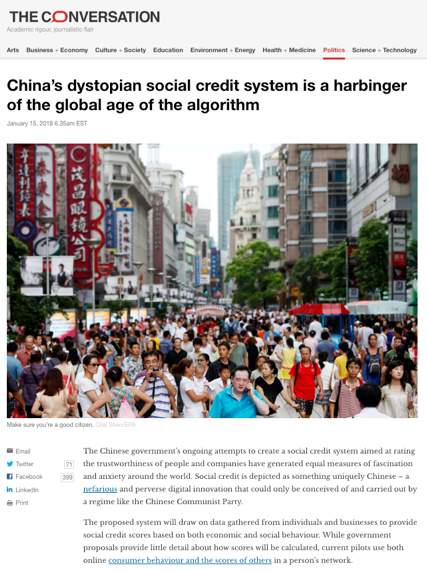 THE CONVERSATION
Academic rigour, journalistic flair
Arts Business + Economy Culture + Society Education Environment + Energy Health + Medicine Politics Science + Technology
China's dystopian social credit system is a harbinger
of the global age of the algorithm
January 15, 2018 6.35am EST
茂昌眼鏡公司
Make sure you're a good citizen. Qilai Shen/EPA
Email
Twitter 71
Facebook 399
LinkedIn
Print
The Chinese government's ongoing attempts to create a social credit system aimed at rating
the trustworthiness of people and companies have generated equal measures of fascination
and anxiety around the world. Social credit is depicted as something uniquely Chinese – a
nefarious and perverse digital innovation that could only be conceived of and carried out by
a regime like the Chinese Communist Party.
The proposed system will draw on data gathered from individuals and businesses to provide
social credit scores based on both economic and social behaviour. While government
proposals provide little detail about how scores will be calculated, current pilots use both
online consumer behaviour and the scores of others in a person's network.